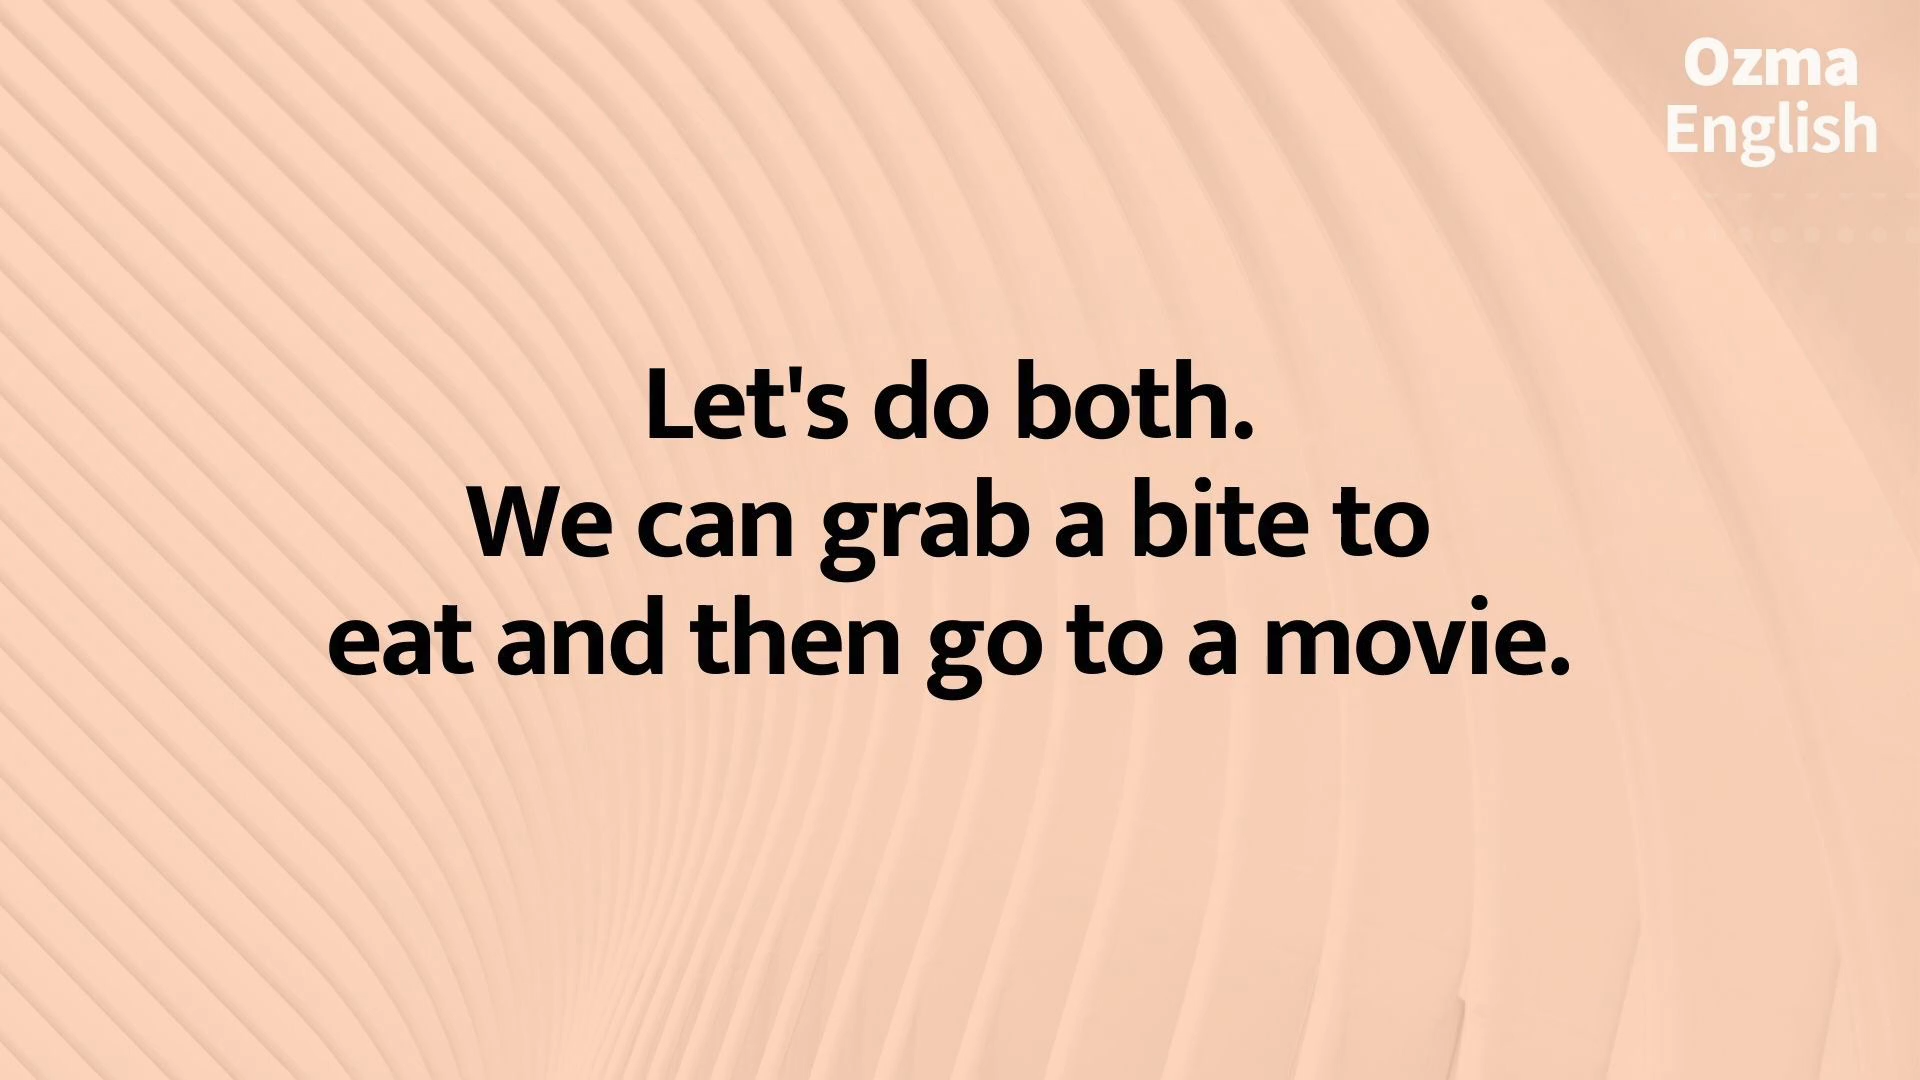 Ozma
English
Let's do both.
We can grab a bite to
eat and then go to a movie.